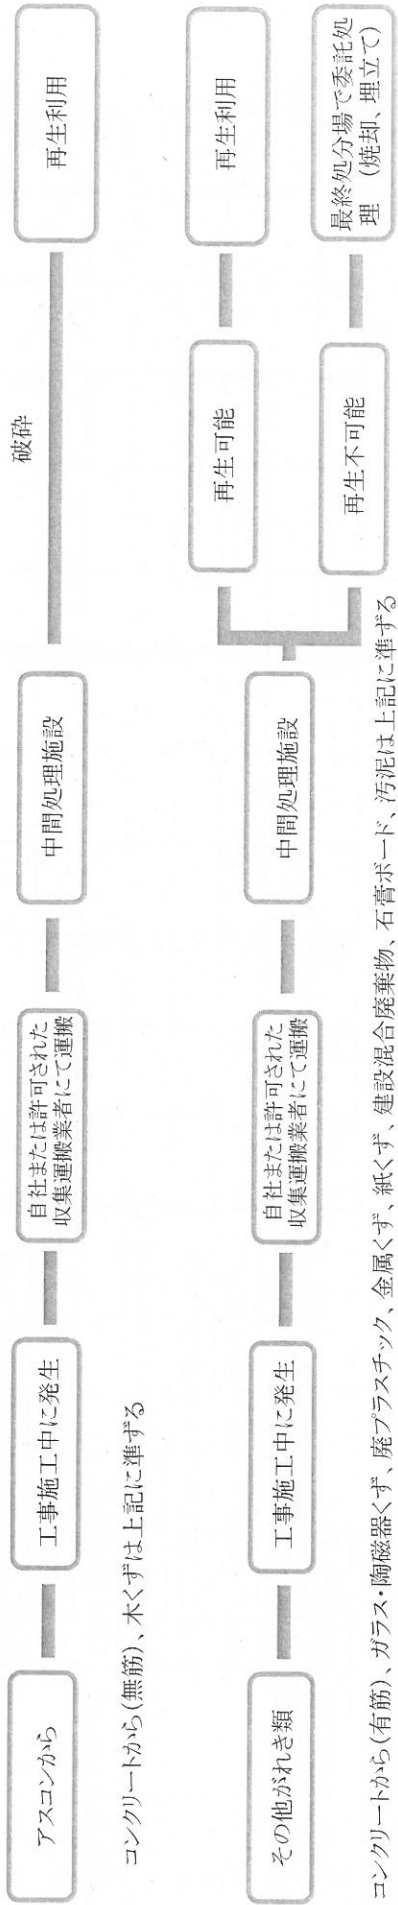 アスコンから
工事施工中に発生
自社または許可された
収集運搬業者にて運搬
中間処理施設
破砕
再生利用
コンクリートから(無筋)、木くずは上記に準ずる
その他がれき類
工事施工中に発生
自社または許可された
収集運搬業者にて運搬
中間処理施設
再生可能
再生利用
再生不可能
最終処分場で委託処
理　(焼却、埋立て)
コンクリートから(有筋)、ガラス・陶磁器くず、廃プラスチック、金属くず、紙くず、建設混合廃棄物、石膏ボード、汚泥は上記に準ずる